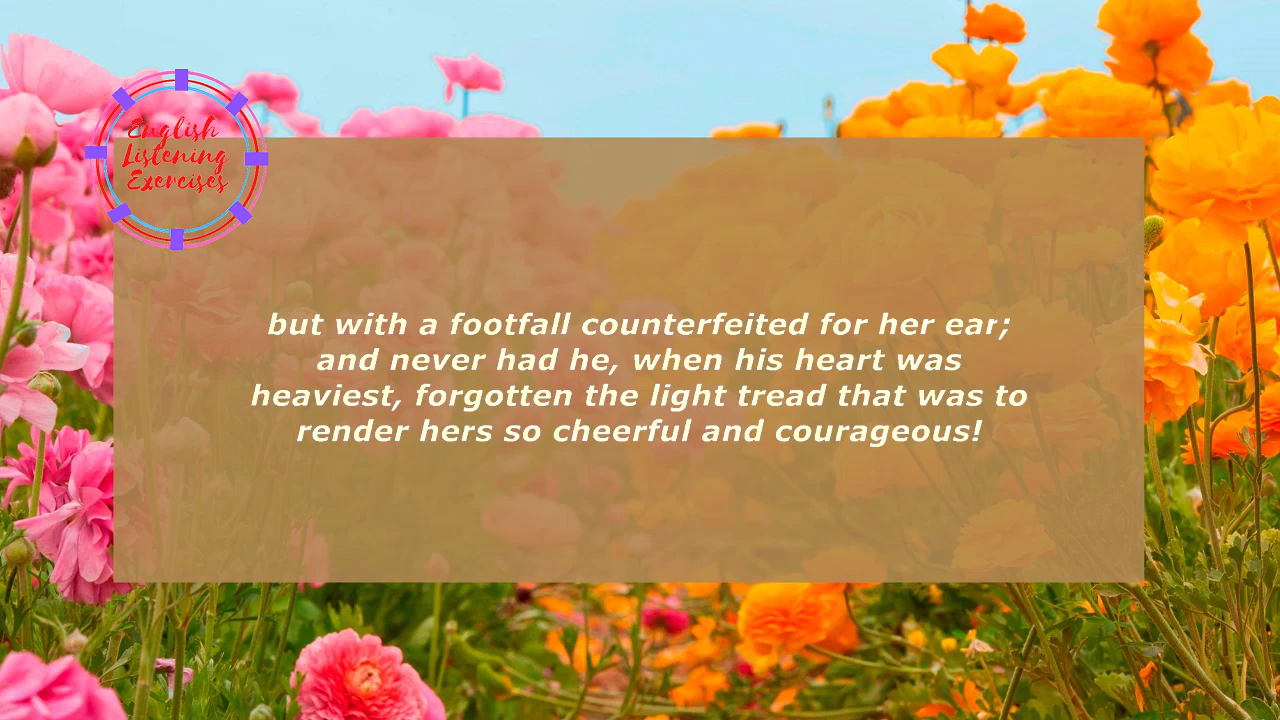 English
Listening
Exercises
but with a footfall counterfeited for her ear;
and never had he, when his heart was
heaviest, forgotten the light tread that was to
render hers so cheerful and courageous!